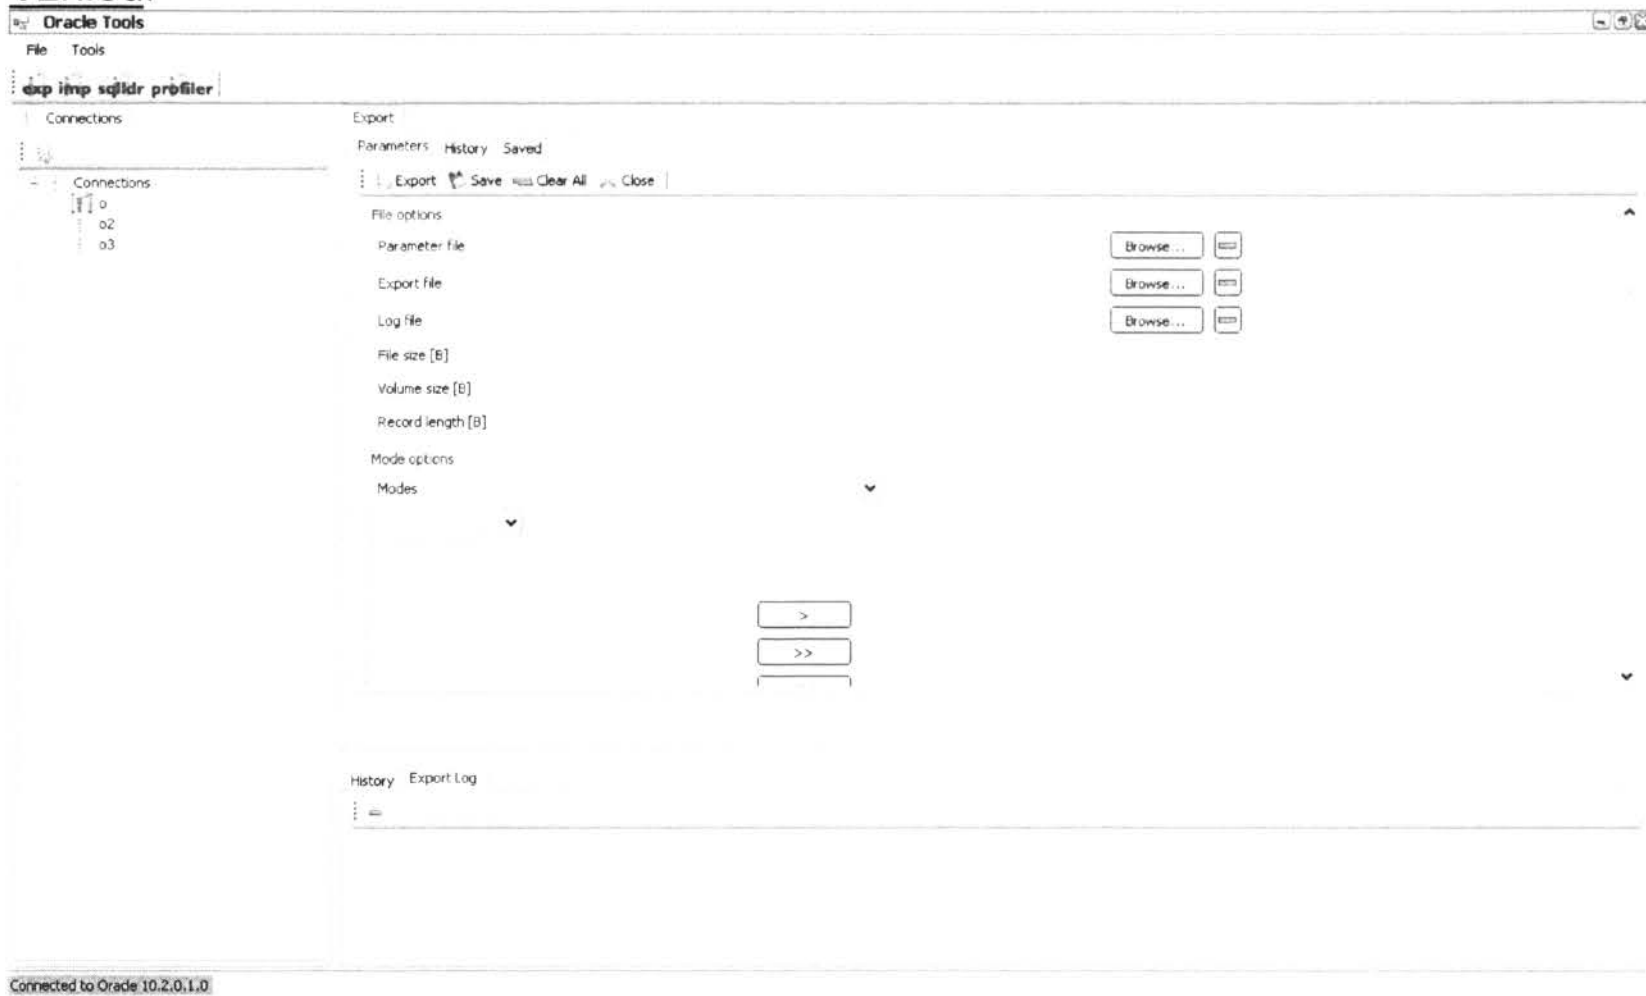 Oracle Tools
File Tools
exp imp sqlldr profiler
Connections
Connections
o
o2
o3
Export
Parameters History Saved
Export Save Clear All Close
File options
Parameter file Browse...
Export file Browse...
Log file Browse...
File size [B]
Volume size [B]
Record length [B]
Mode options
Modes
>
>>
History Export Log
Connected to Oracle 10.2.0.1.0